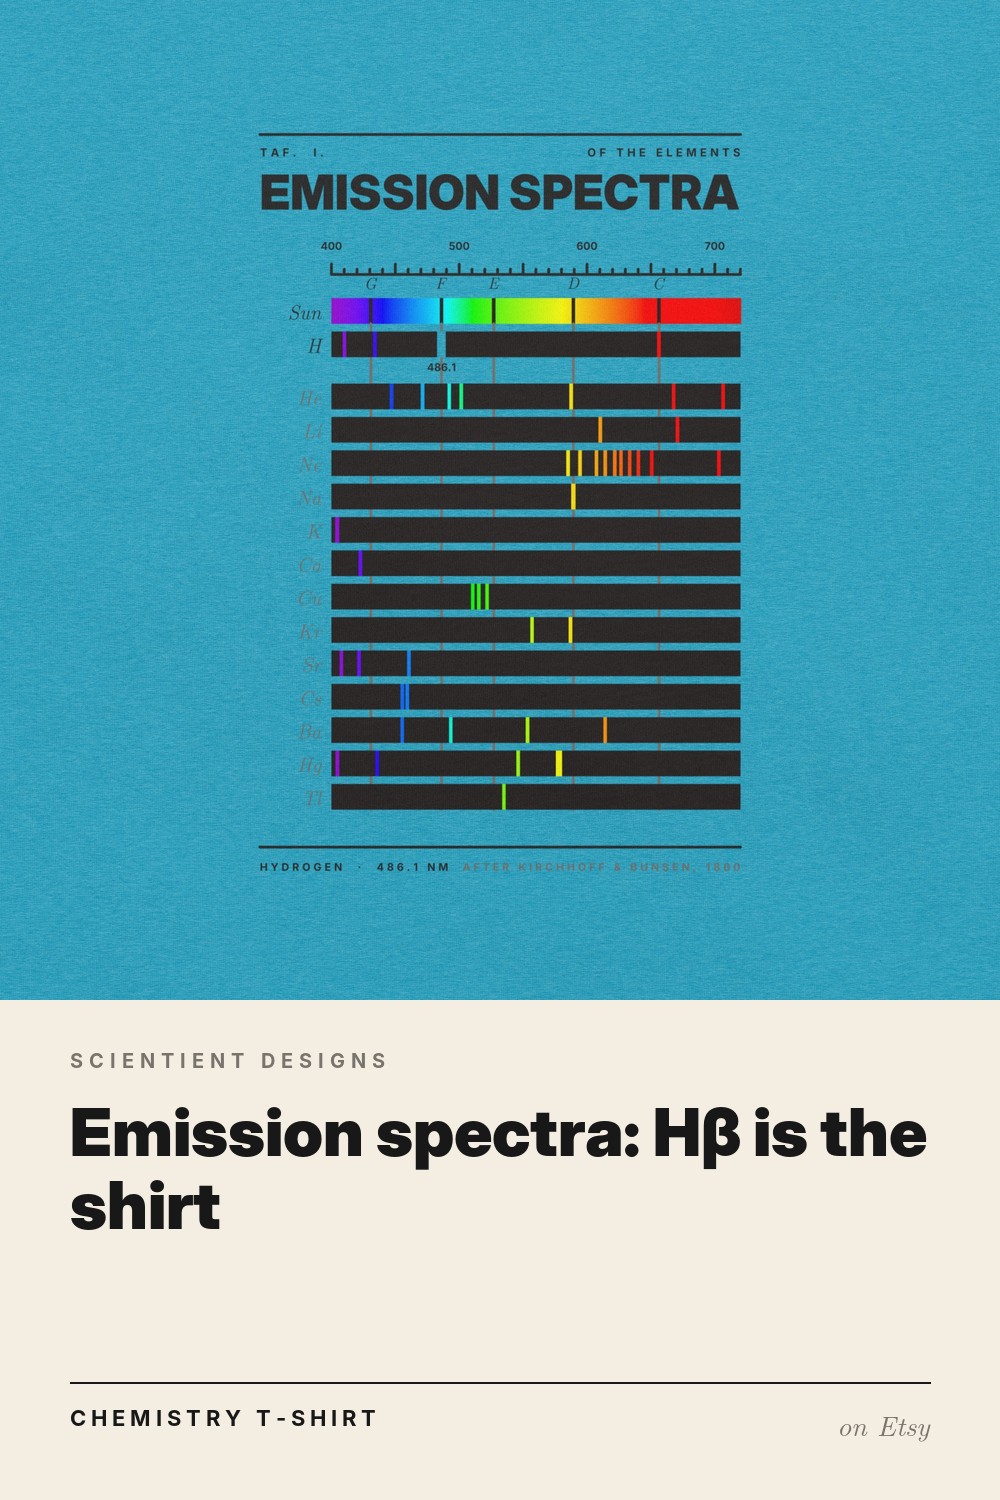 TAF. I. OF THE ELEMENTS
EMISSION SPECTRA
400 500 600 700
G F E D C
Sun
H
486.1
He
Li
Ne
Na
K
Ca
Cu
Kr
Sr
Cs
Ba
Hg
Tl
HYDROGEN · 486.1 NM AFTER KIRCHHOFF & BUNSEN, 1860
SCIENTIENT DESIGNS
Emission spectra: Hβ is the
shirt
CHEMISTRY T-SHIRT
on Etsy